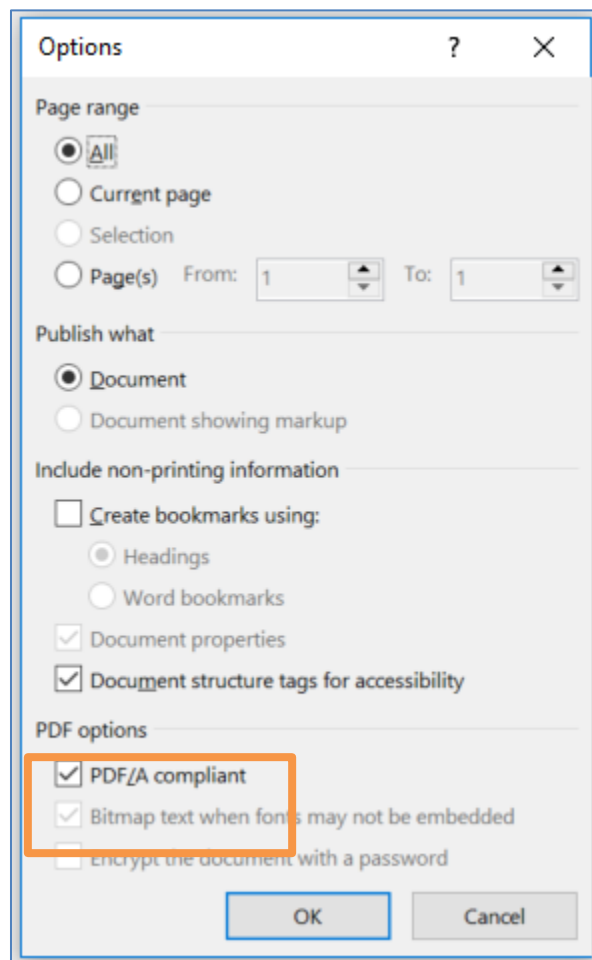 Options ?
Page range
All
Current page
Selection
Page(s) From: 1 To: 1
Publish what
Document
Document showing markup
Include non-printing information
Create bookmarks using:
Headings
Word bookmarks
Document properties
Document structure tags for accessibility
PDF options
PDF/A compliant
Bitmap text when fonts may not be embedded
Encrypt the document with a password
OK Cancel